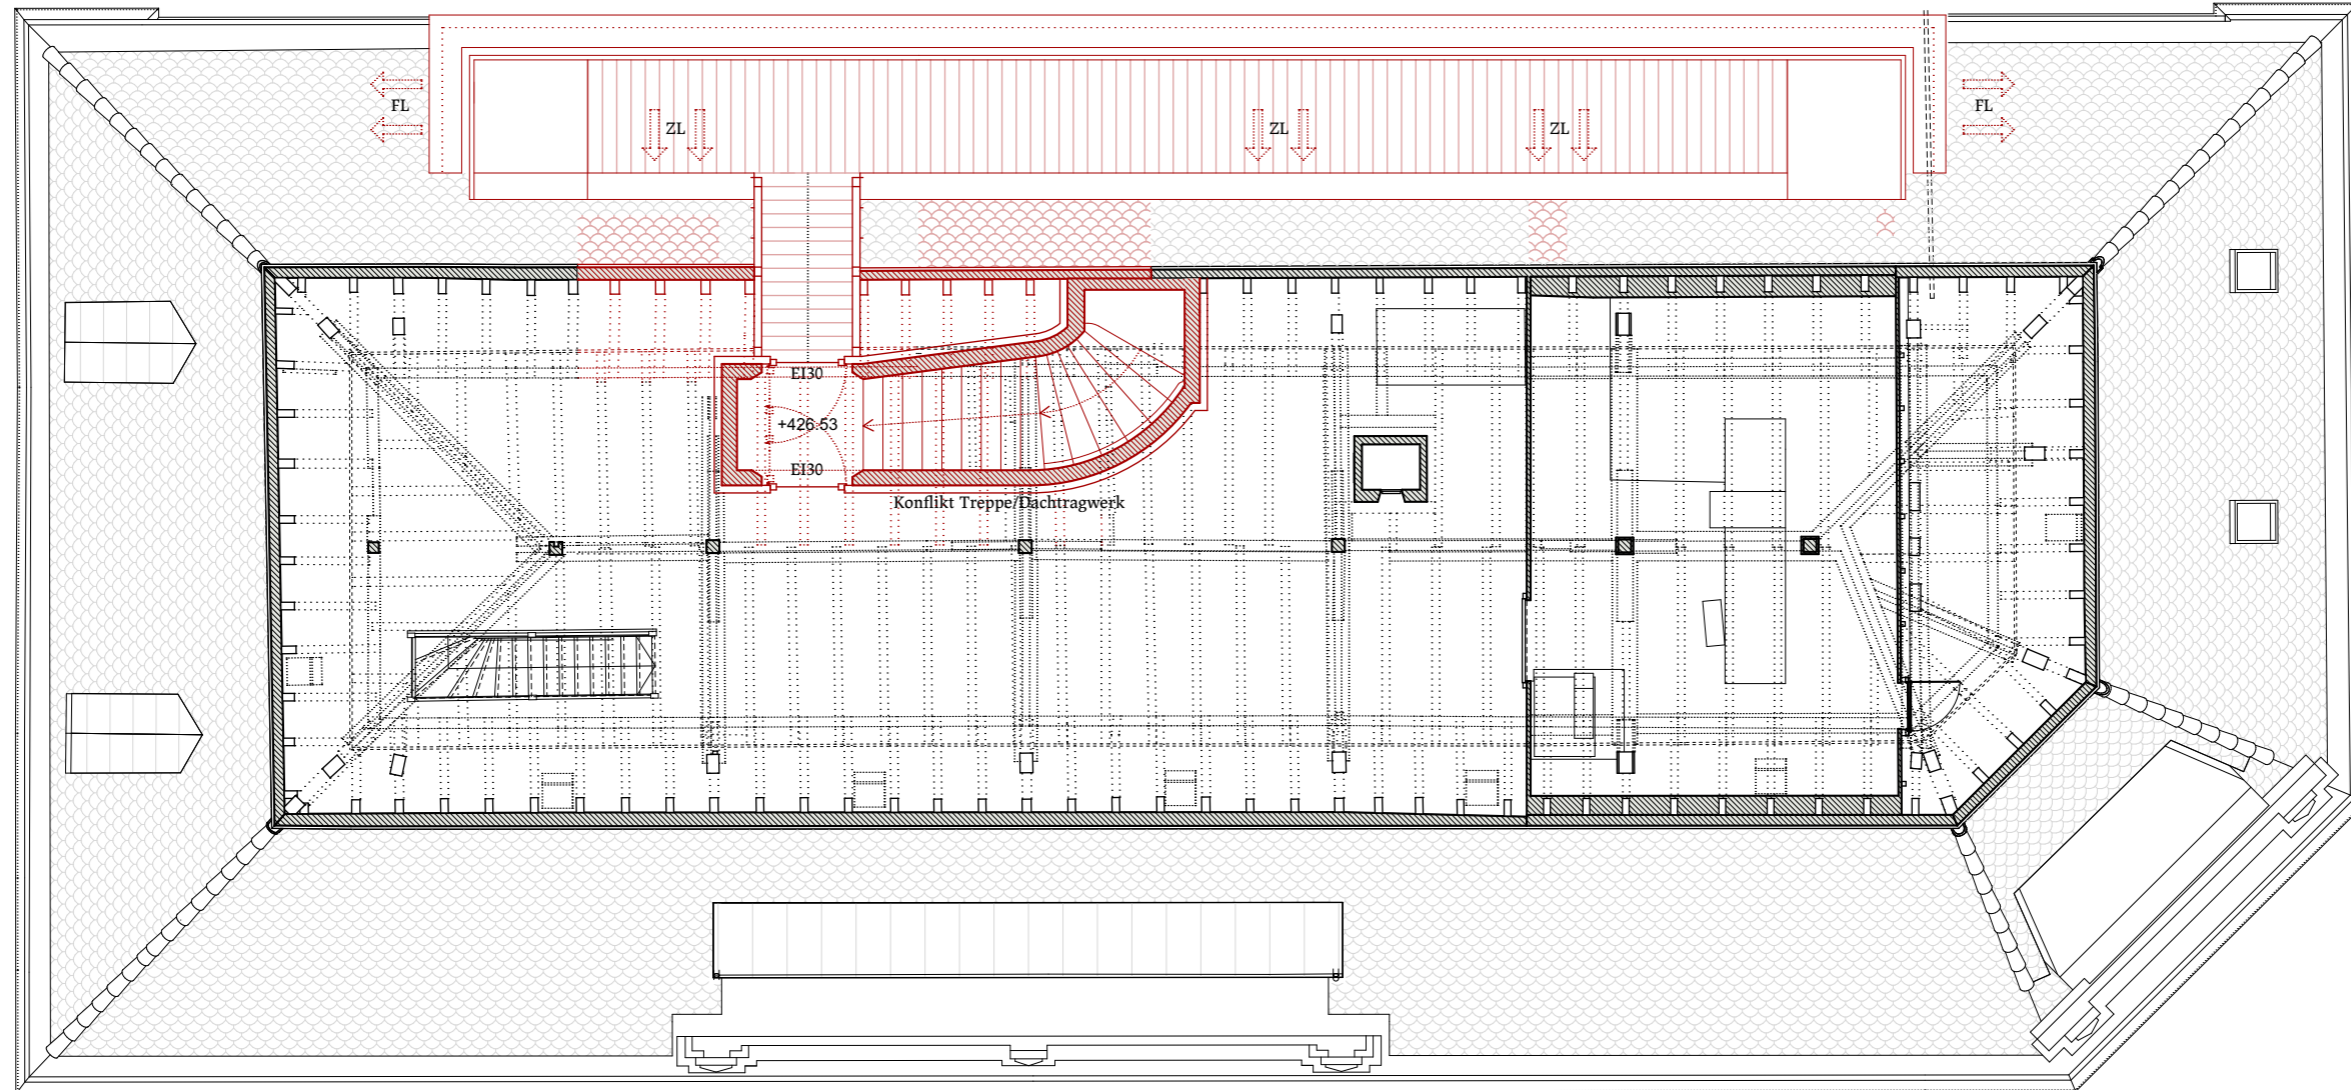 FL
FL
ZL
ZL
ZL
EI30
+426.53
EI30
Konflikt Treppe/Dachtragwerk